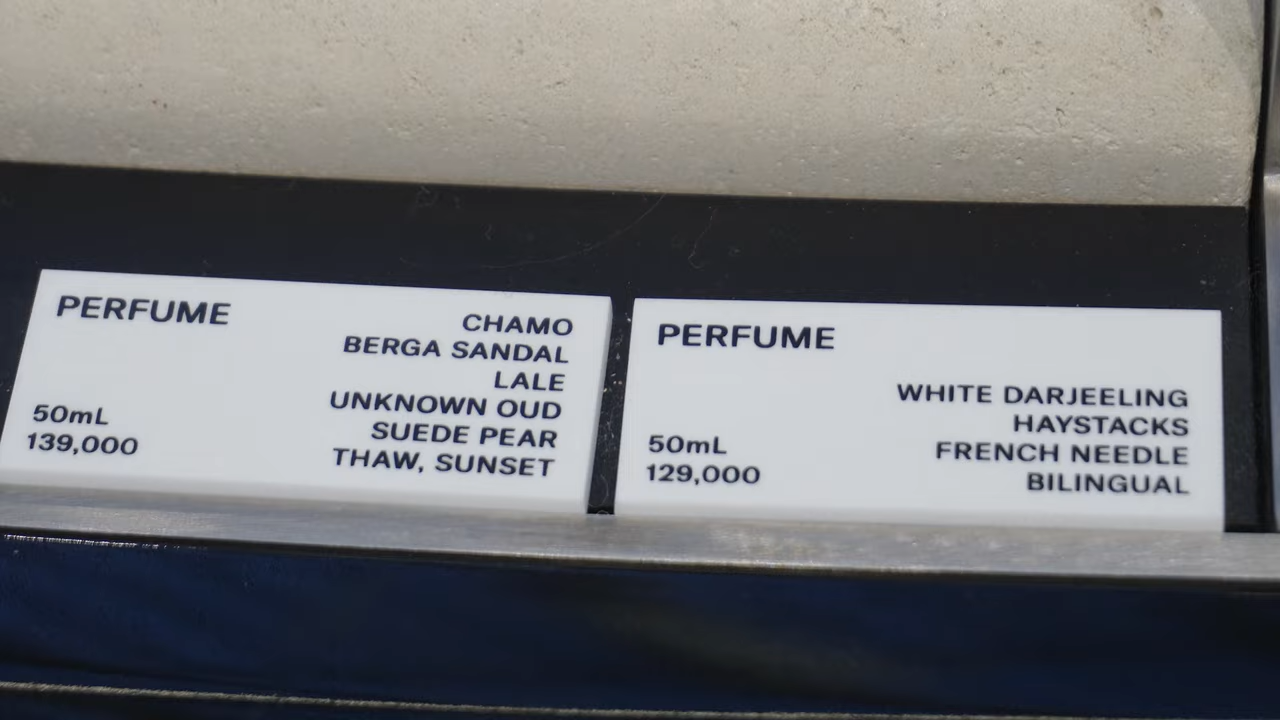 PERFUME
CHAMO
BERGA SANDAL
LALE
UNKNOWN OUD
SUEDE PEAR
THAW, SUNSET
50mL
139,000
PERFUME
WHITE DARJEELING
HAYSTACKS
FRENCH NEEDLE
BILINGUAL
50mL
129,000